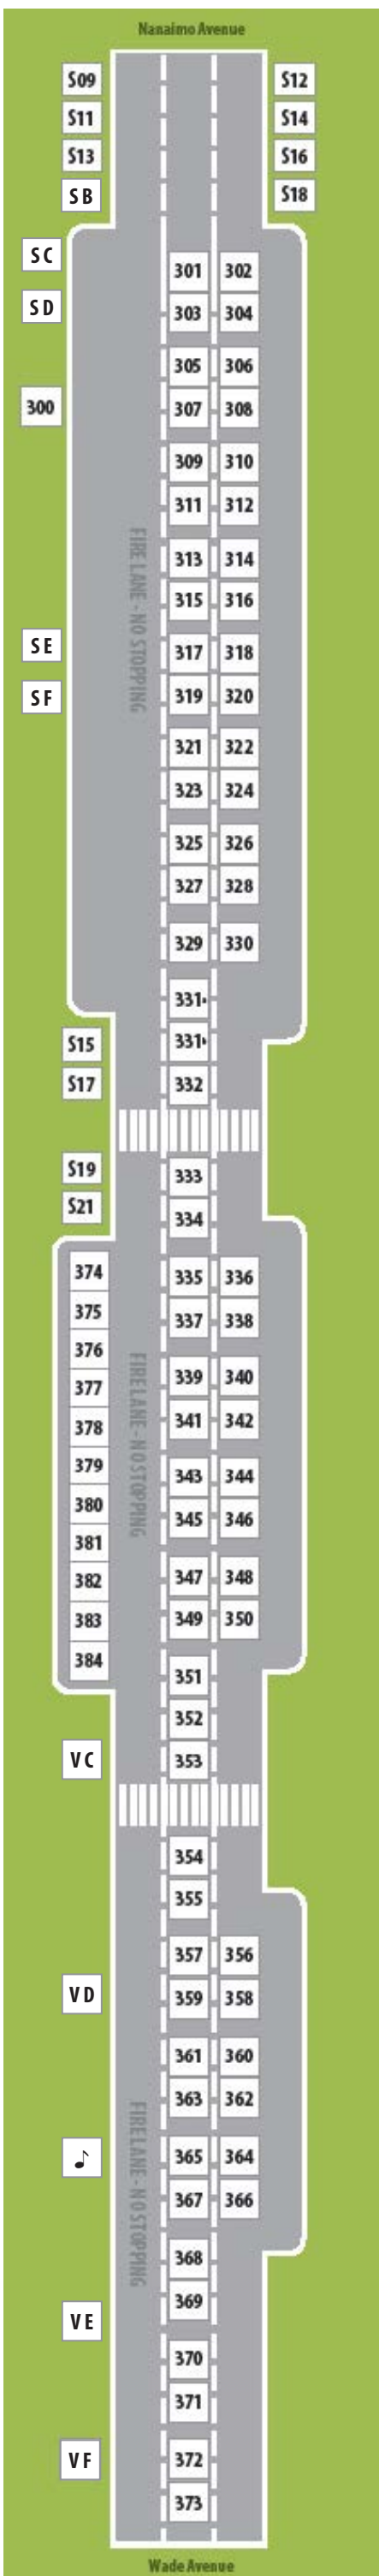 Nanaimo Avenue
S09 S12
S11 S14
S13 S16
SB S18
SC
301 302
SD
303 304
305 306
300 307 308
309 310
311 312
FIRE LANE - NO STOPPING
313 314
315 316
SE 317 318
SF 319 320
321 322
323 324
325 326
327 328
329 330
331a
S15 331b
S17 332
S19 333
S21 334
374 335 336
375 337 338
376
FIRE LANE - NO STOPPING
377 339 340
378 341 342
379 343 344
380 345 346
381
382 347 348
383 349 350
384 351
352
VC 353
354
355
357 356
VD 359 358
361 360
363 362
FIRE LANE - NO STOPPING
♪ 365 364
367 366
368
VE 369
370
371
VF 372
373
Wade Avenue